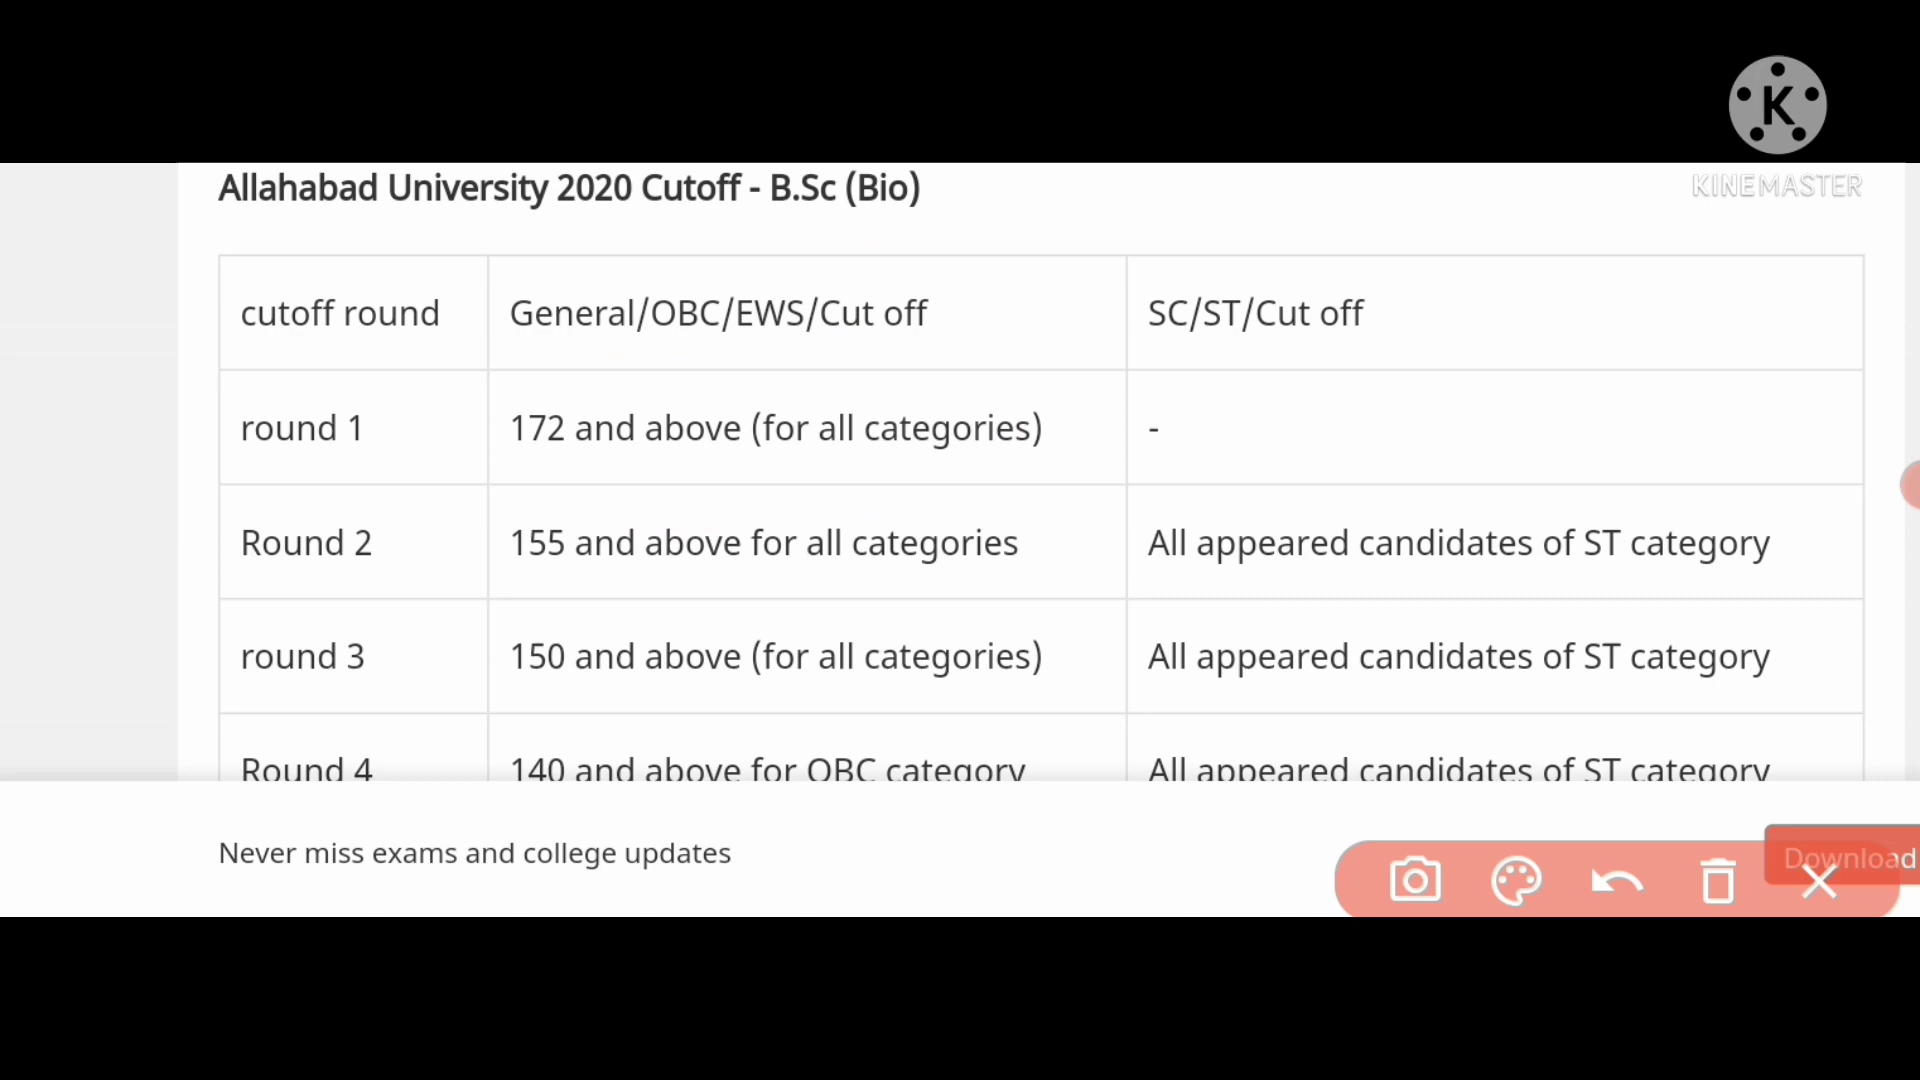 K
KINEMASTER
Allahabad University 2020 Cutoff - B.Sc (Bio)
cutoff round General/OBC/EWS/Cut off SC/ST/Cut off
round 1 172 and above (for all categories) -
Round 2 155 and above for all categories All appeared candidates of ST category
round 3 150 and above (for all categories) All appeared candidates of ST category
Round 4 140 and above for OBC category All appeared candidates of ST category
Never miss exams and college updates
Download